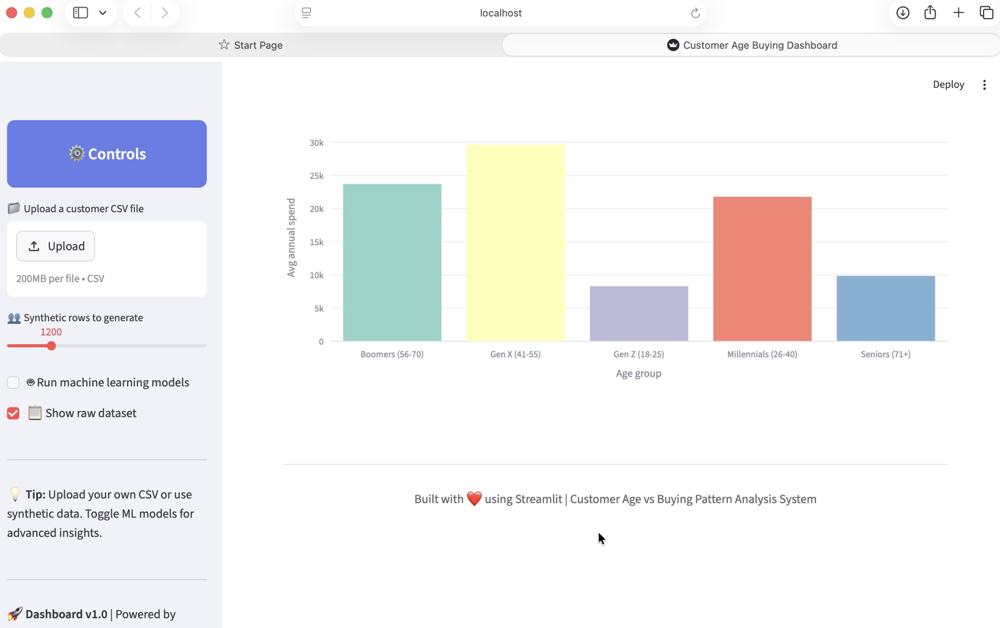 localhost
Start Page
Customer Age Buying Dashboard
Deploy
Controls
Upload a customer CSV file
Upload
200MB per file • CSV
Synthetic rows to generate
1200
Run machine learning models
Show raw dataset
Tip: Upload your own CSV or use
synthetic data. Toggle ML models for
advanced insights.
Dashboard v1.0 | Powered by
30k
25k
20k
15k
10k
5k
0
Avg annual spend
Boomers (56-70)
Gen X (41-55)
Gen Z (18-25)
Millennials (26-40)
Seniors (71+)
Age group
Built with ❤️ using Streamlit | Customer Age vs Buying Pattern Analysis System